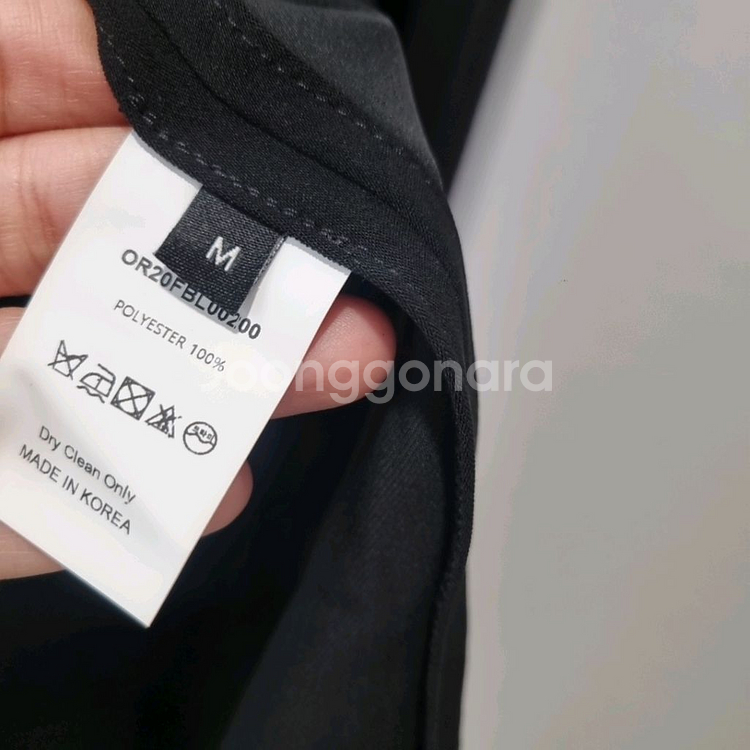 M
OR20FBL00200
POLYESTER 100%
Dry Clean Only
MADE IN KOREA
joonggonara